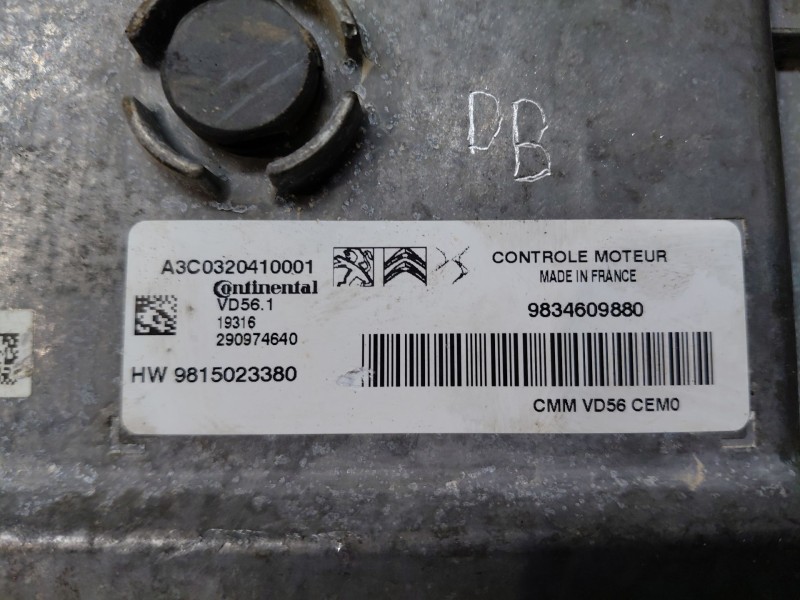 DB
A3C0320410001
Continental
VD56.1
19316
290974640
HW 9815023380
CONTROLE MOTEUR
MADE IN FRANCE
9834609880
CMM VD56 CEM0